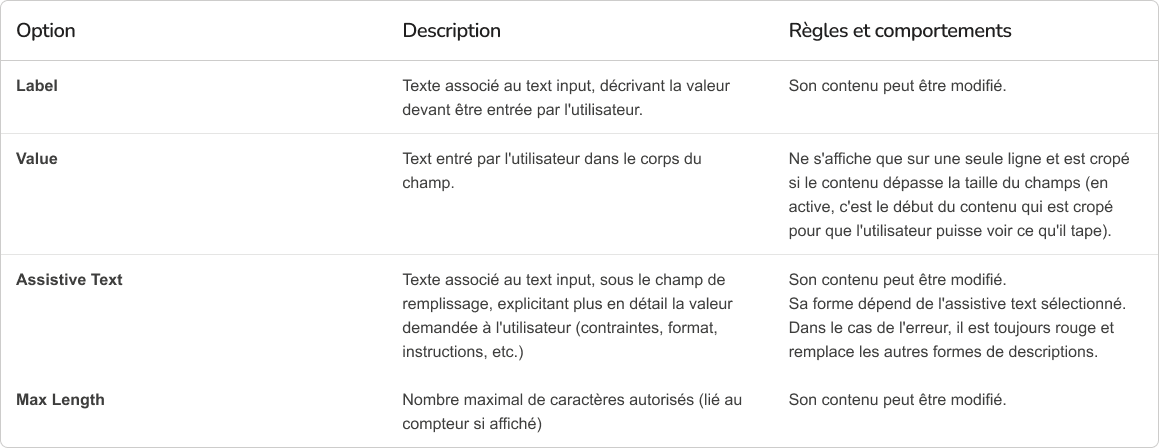 Option
Description
Règles et comportements
Label
Texte associé au text input, décrivant la valeur
devant être entrée par l'utilisateur.
Son contenu peut être modifié.
Value
Text entré par l'utilisateur dans le corps du
champ.
Ne s'affiche que sur une seule ligne et est cropé
si le contenu dépasse la taille du champs (en
active, c'est le début du contenu qui est cropé
pour que l'utilisateur puisse voir ce qu'il tape).
Assistive Text
Texte associé au text input, sous le champ de
remplissage, explicitant plus en détail la valeur
demandée à l'utilisateur (contraintes, format,
instructions, etc.)
Son contenu peut être modifié.
Sa forme dépend de l'assistive text sélectionné.
Dans le cas de l'erreur, il est toujours rouge et
remplace les autres formes de descriptions.
Max Length
Nombre maximal de caractères autorisés (lié au
compteur si affiché)
Son contenu peut être modifié.